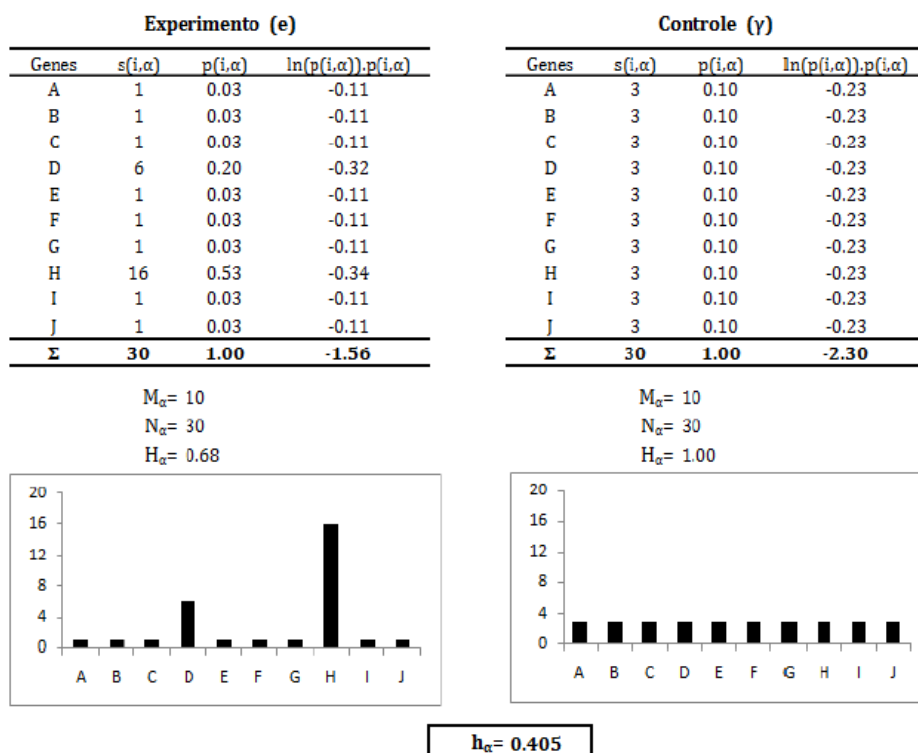 Experimento (e)
Genes s(i,α) p(i,α) ln(p(i,α)).p(i,α)
A 1 0.03 -0.11
B 1 0.03 -0.11
C 1 0.03 -0.11
D 6 0.20 -0.32
E 1 0.03 -0.11
F 1 0.03 -0.11
G 1 0.03 -0.11
H 16 0.53 -0.34
I 1 0.03 -0.11
J 1 0.03 -0.11
Σ 30 1.00 -1.56
Mα= 10
Nα= 30
Hα= 0.68
20
16
12
8
4
0
A B C D E F G H I J
Controle (γ)
Genes s(i,α) p(i,α) ln(p(i,α)).p(i,α)
A 3 0.10 -0.23
B 3 0.10 -0.23
C 3 0.10 -0.23
D 3 0.10 -0.23
E 3 0.10 -0.23
F 3 0.10 -0.23
G 3 0.10 -0.23
H 3 0.10 -0.23
I 3 0.10 -0.23
J 3 0.10 -0.23
Σ 30 1.00 -2.30
Mα= 10
Nα= 30
Hα= 1.00
20
16
12
8
4
0
A B C D E F G H I J
hα= 0.405